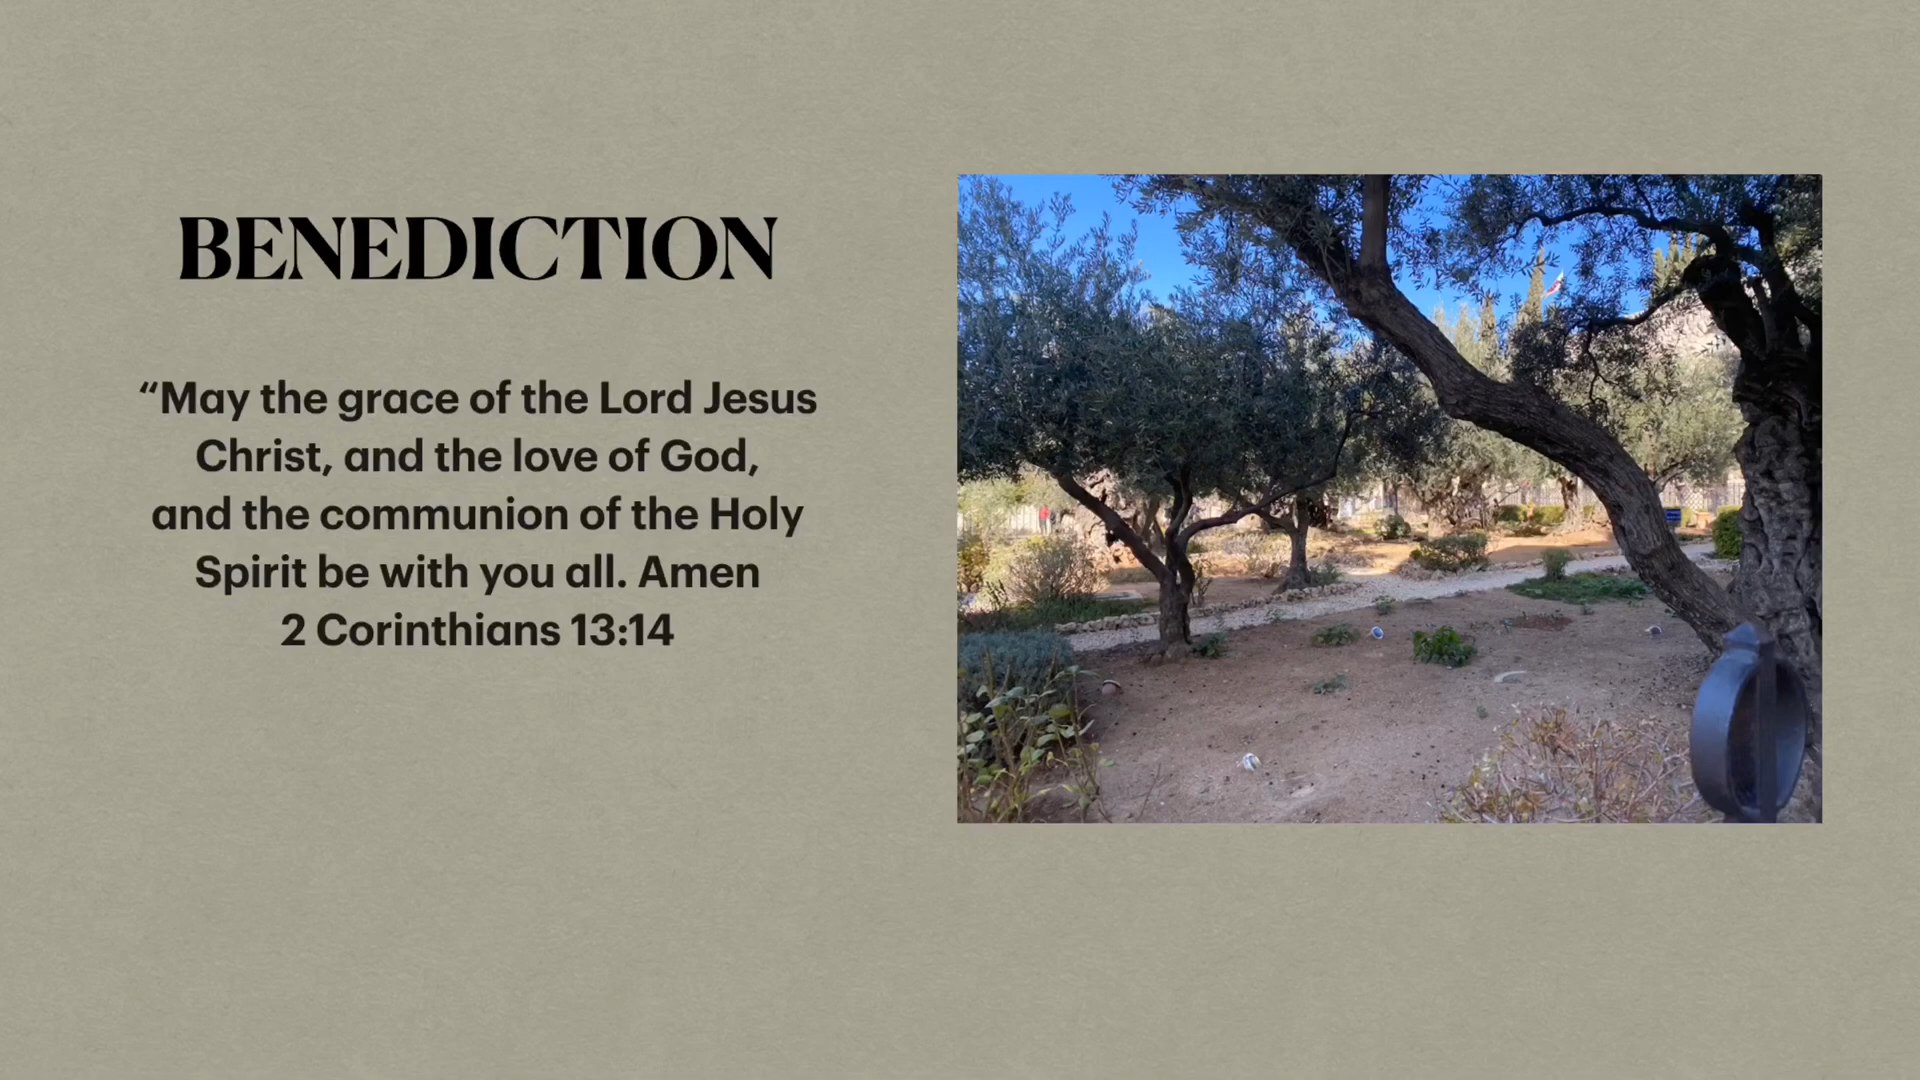 BENEDICTION
“May the grace of the Lord Jesus
Christ, and the love of God,
and the communion of the Holy
Spirit be with you all. Amen
2 Corinthians 13:14